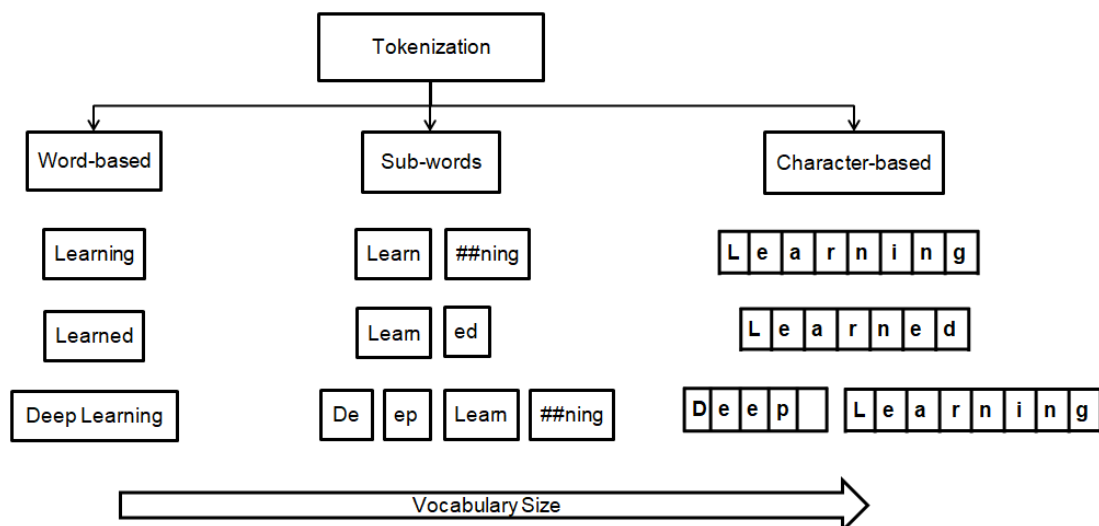 Tokenization
Word-based Sub-words Character-based
Learning Learn ##ning L e a r n i n g
Learned Learn ed L e a r n e d
Deep Learning De ep Learn ##ning D e e p L e a r n i n g
Vocabulary Size